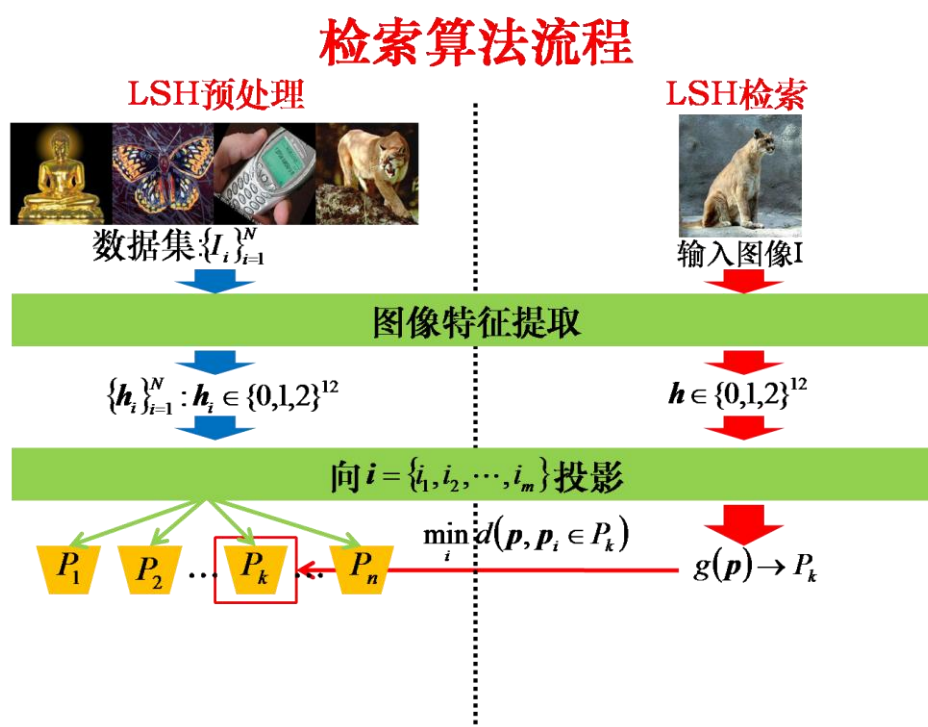 检索算法流程
LSH预处理
LSH检索
数据集:{I_i}_{i=1}^N
输入图像I
图像特征提取
{h_i}_{i=1}^N : h_i ∈ {0,1,2}^{12}
h ∈ {0,1,2}^{12}
向 i = {i_1, i_2, ⋯, i_m} 投影
min_i d(p, p_i ∈ P_k)
P_1 P_2 … P_k … P_n
g(p) → P_k